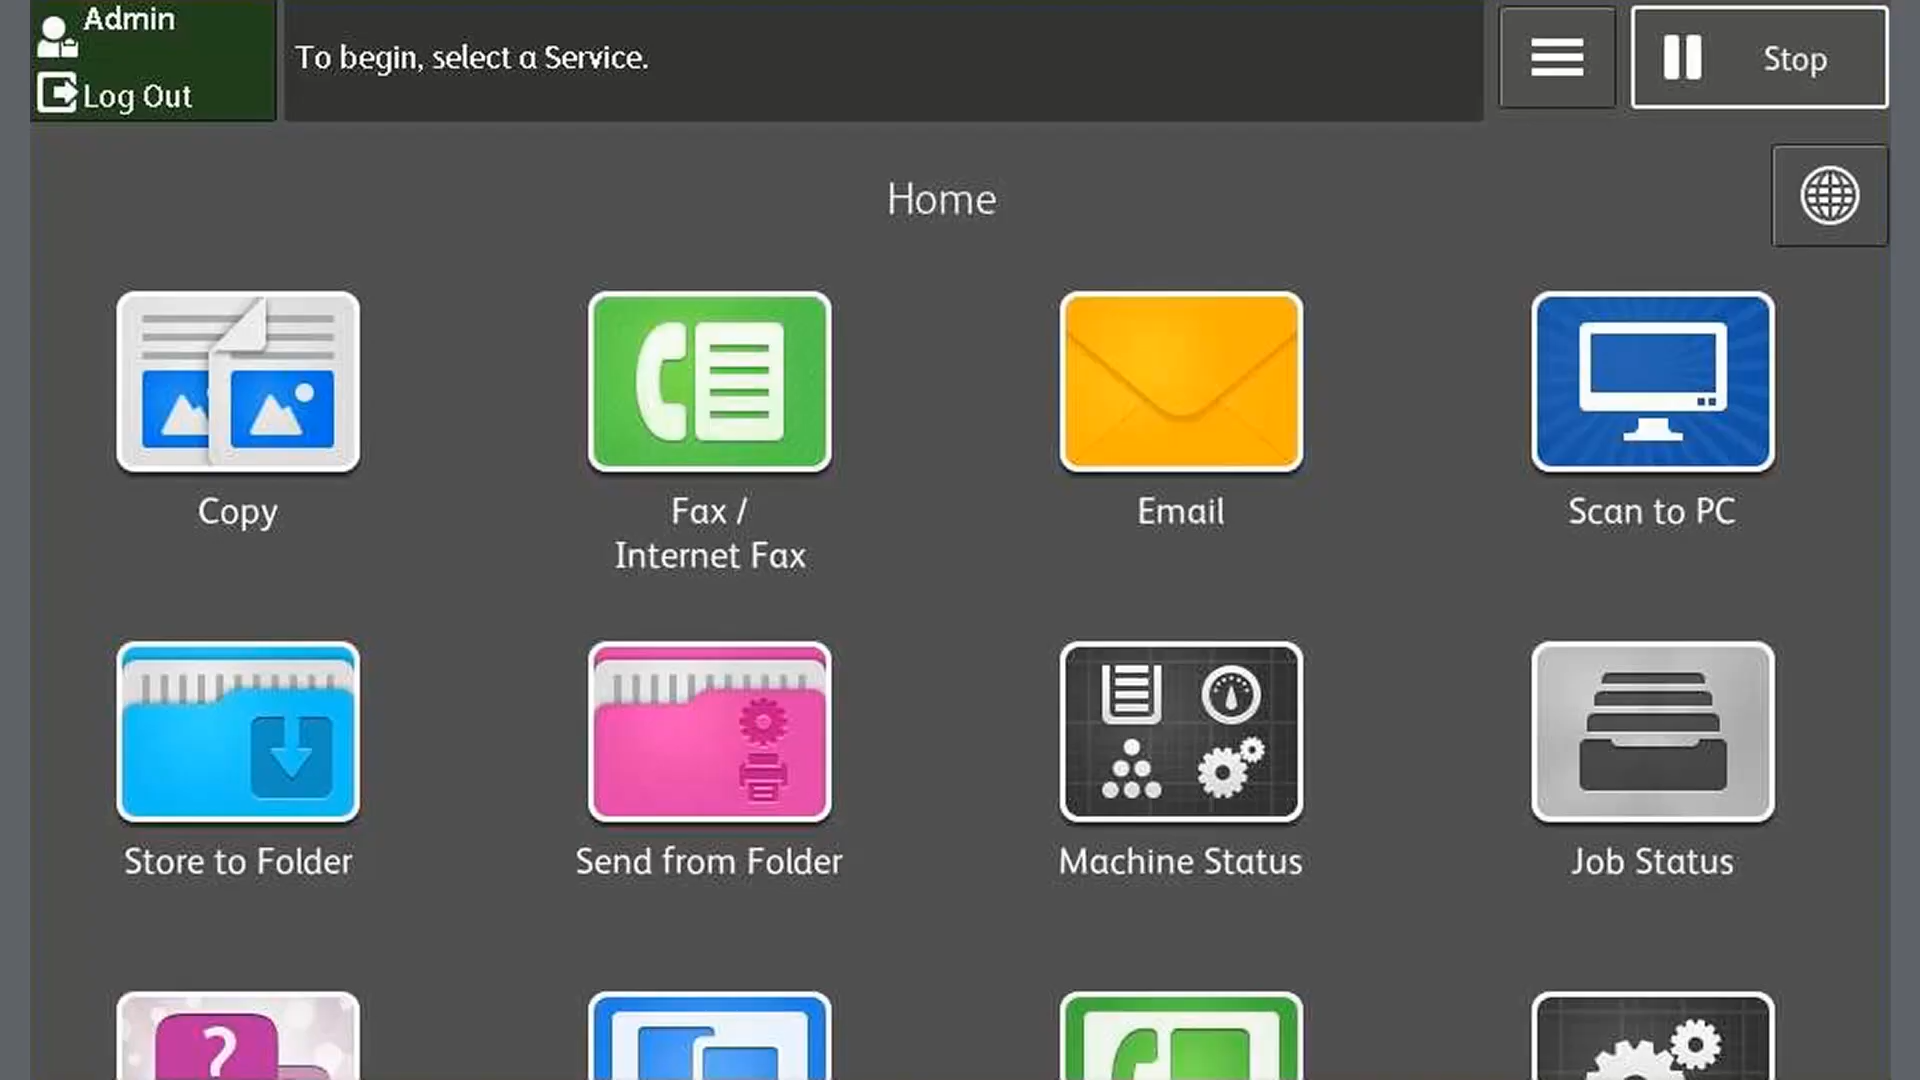 Admin
Log Out
To begin, select a Service.
Stop
Home
Copy
Fax /
Internet Fax
Email
Scan to PC
Store to Folder
Send from Folder
Machine Status
Job Status
?